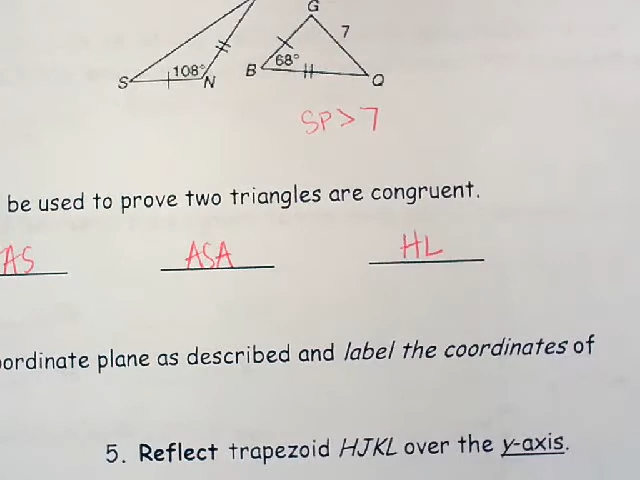 G
7
68°
108°
B
S
N
Q
SP > 7
be used to prove two triangles are congruent.
AS
ASA
HL
ordinate plane as described and label the coordinates of
5. Reflect trapezoid HJKL over the y-axis.